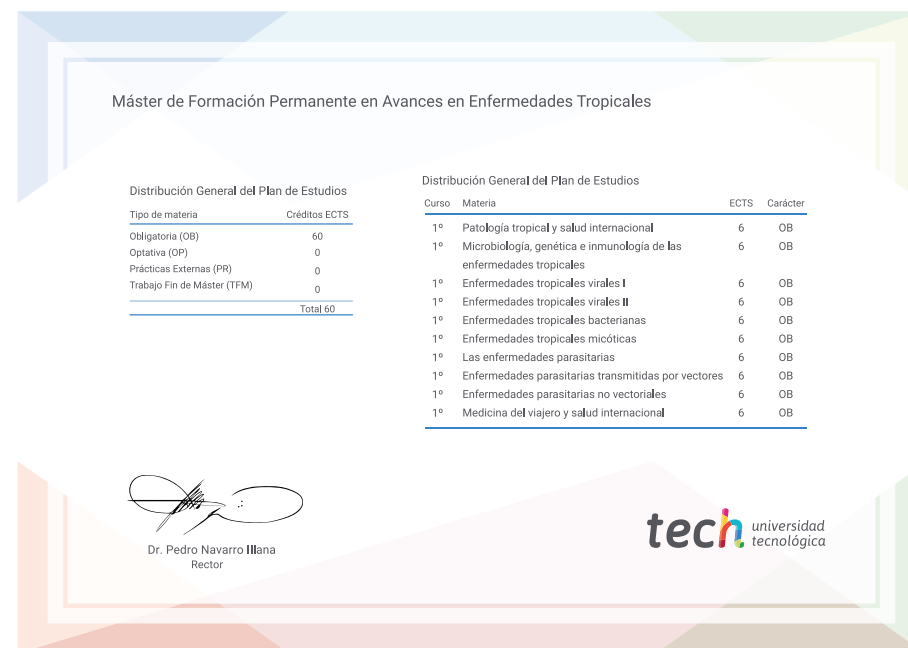 Máster de Formación Permanente en Avances en Enfermedades Tropicales
Distribución General del Plan de Estudios
Tipo de materia Créditos ECTS
Obligatoria (OB) 60
Optativa (OP) 0
Prácticas Externas (PR) 0
Trabajo Fin de Máster (TFM) 0
Total 60
Distribución General del Plan de Estudios
Curso Materia ECTS Carácter
1º Patología tropical y salud internacional 6 OB
1º Microbiología, genética e inmunología de las 6 OB
enfermedades tropicales
1º Enfermedades tropicales virales I 6 OB
1º Enfermedades tropicales virales II 6 OB
1º Enfermedades tropicales bacterianas 6 OB
1º Enfermedades tropicales micóticas 6 OB
1º Las enfermedades parasitarias 6 OB
1º Enfermedades parasitarias transmitidas por vectores 6 OB
1º Enfermedades parasitarias no vectoriales 6 OB
1º Medicina del viajero y salud internacional 6 OB
Dr. Pedro Navarro Illana
Rector
tech universidad
tecnológica